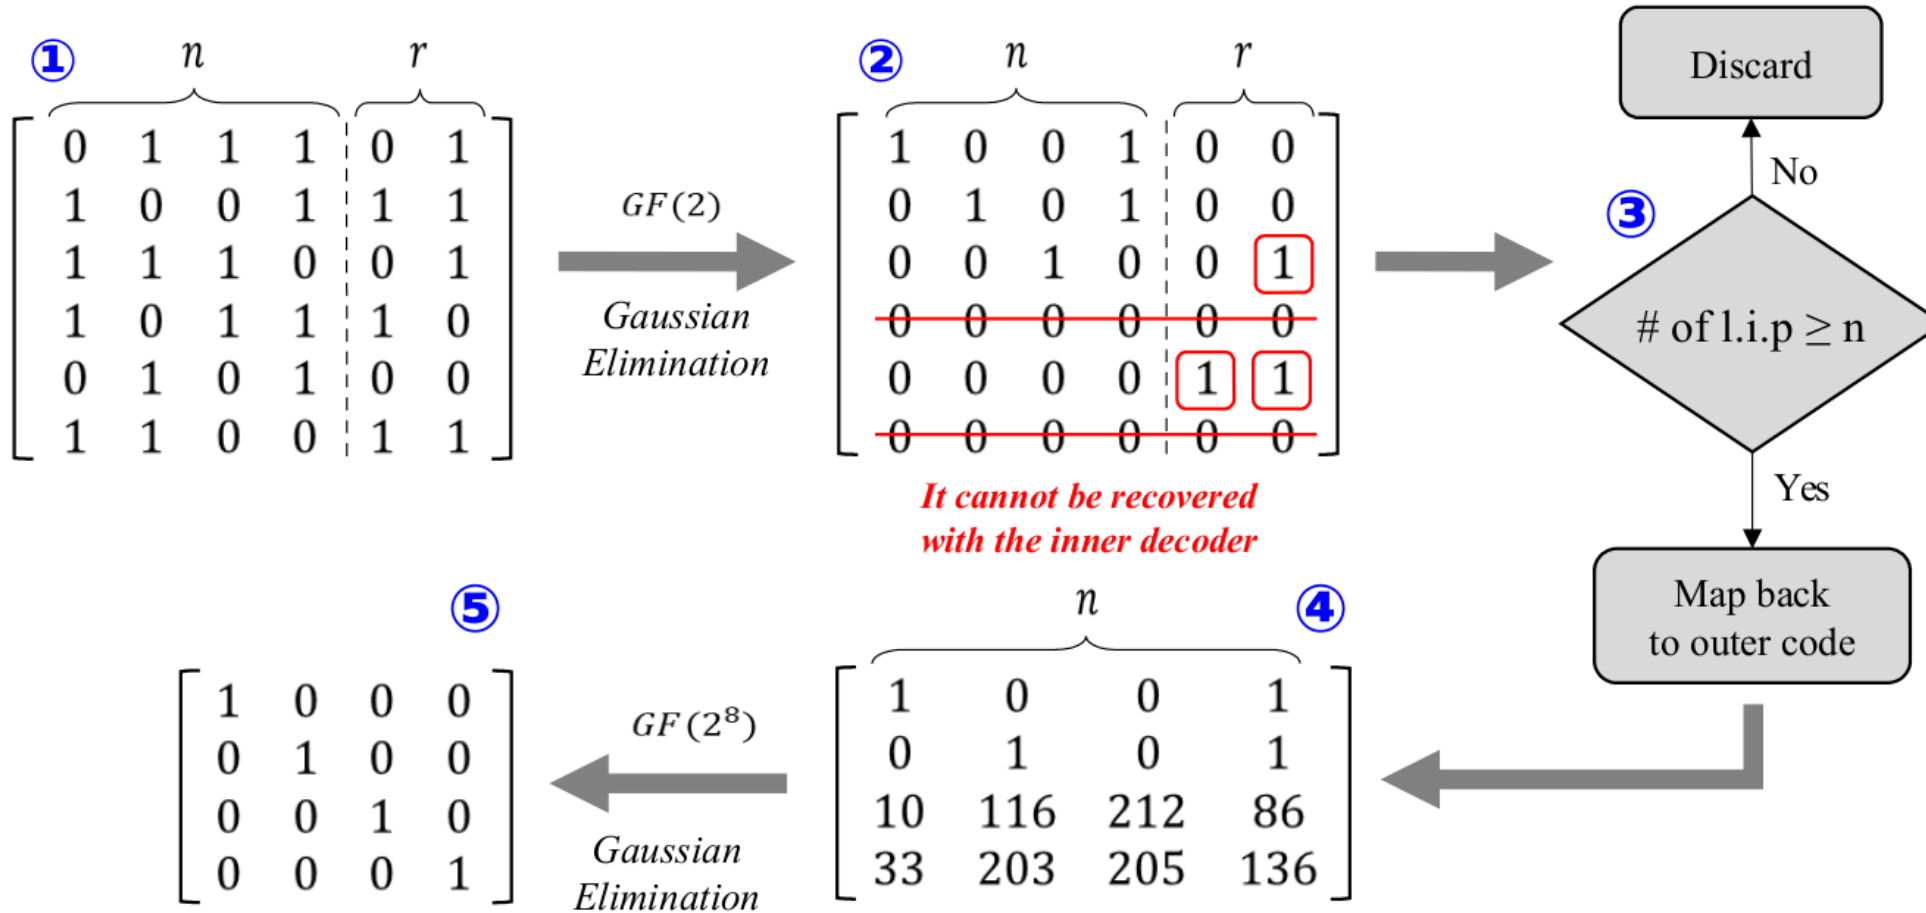 ① n r
0 1 1 1 0 1
1 0 0 1 1 1
1 1 1 0 0 1
1 0 1 1 1 0
0 1 0 1 0 0
1 1 0 0 1 1
GF(2)
Gaussian
Elimination
② n r
1 0 0 1 0 0
0 1 0 1 0 0
0 0 1 0 0 1
0 0 0 0 0 0
0 0 0 0 1 1
0 0 0 0 0 0
It cannot be recovered
with the inner decoder
Discard
No
③
# of l.i.p ≥ n
Yes
Map back
to outer code
n ④
1 0 0 1
0 1 0 1
10 116 212 86
33 203 205 136
GF(2⁸)
Gaussian
Elimination
⑤
1 0 0 0
0 1 0 0
0 0 1 0
0 0 0 1